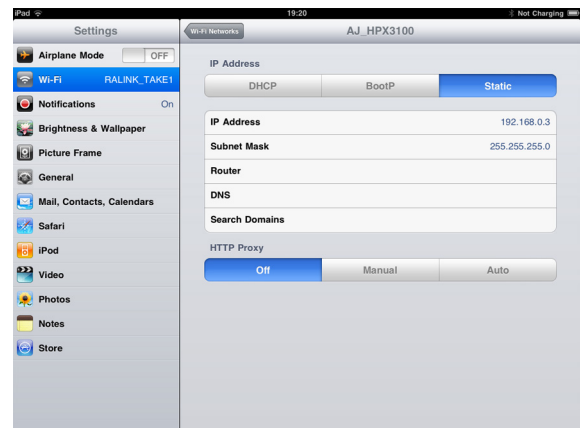 iPad 19:20 Not Charging
Settings
Wi-Fi Networks AJ_HPX3100
Airplane Mode OFF
Wi-Fi RALINK_TAKE1
Notifications On
Brightness & Wallpaper
Picture Frame
General
Mail, Contacts, Calendars
Safari
iPod
Video
Photos
Notes
Store
IP Address
DHCP BootP Static
IP Address 192.168.0.3
Subnet Mask 255.255.255.0
Router
DNS
Search Domains
HTTP Proxy
Off Manual Auto